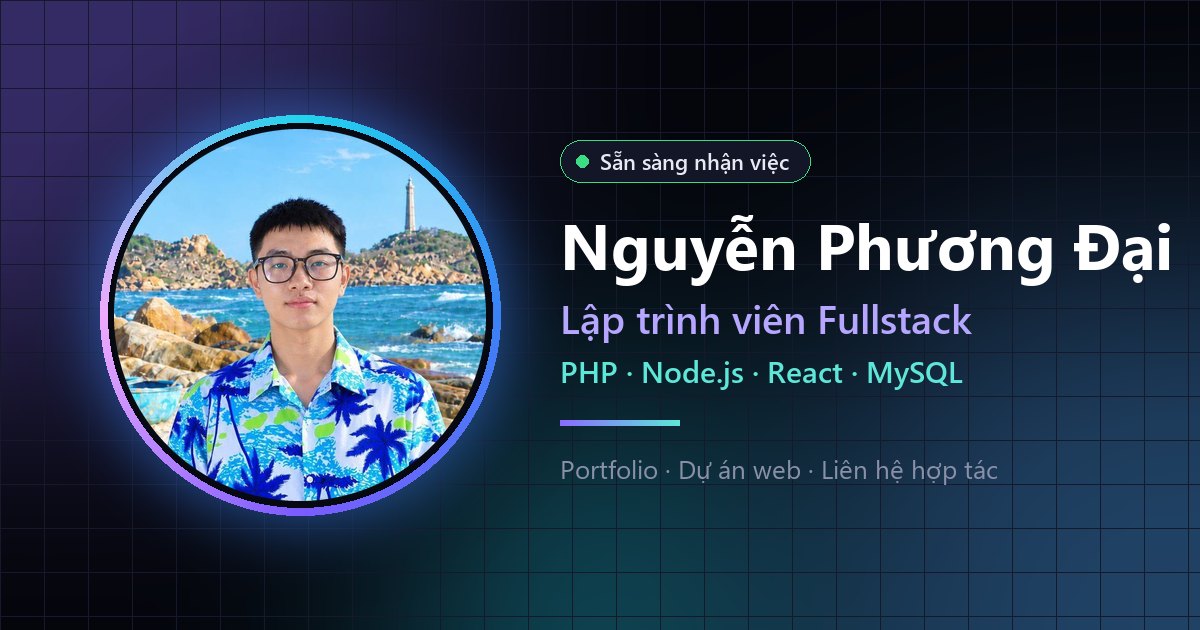 Sẵn sàng nhận việc
Nguyễn Phương Đại
Lập trình viên Fullstack
PHP · Node.js · React · MySQL
Portfolio · Dự án web · Liên hệ hợp tác